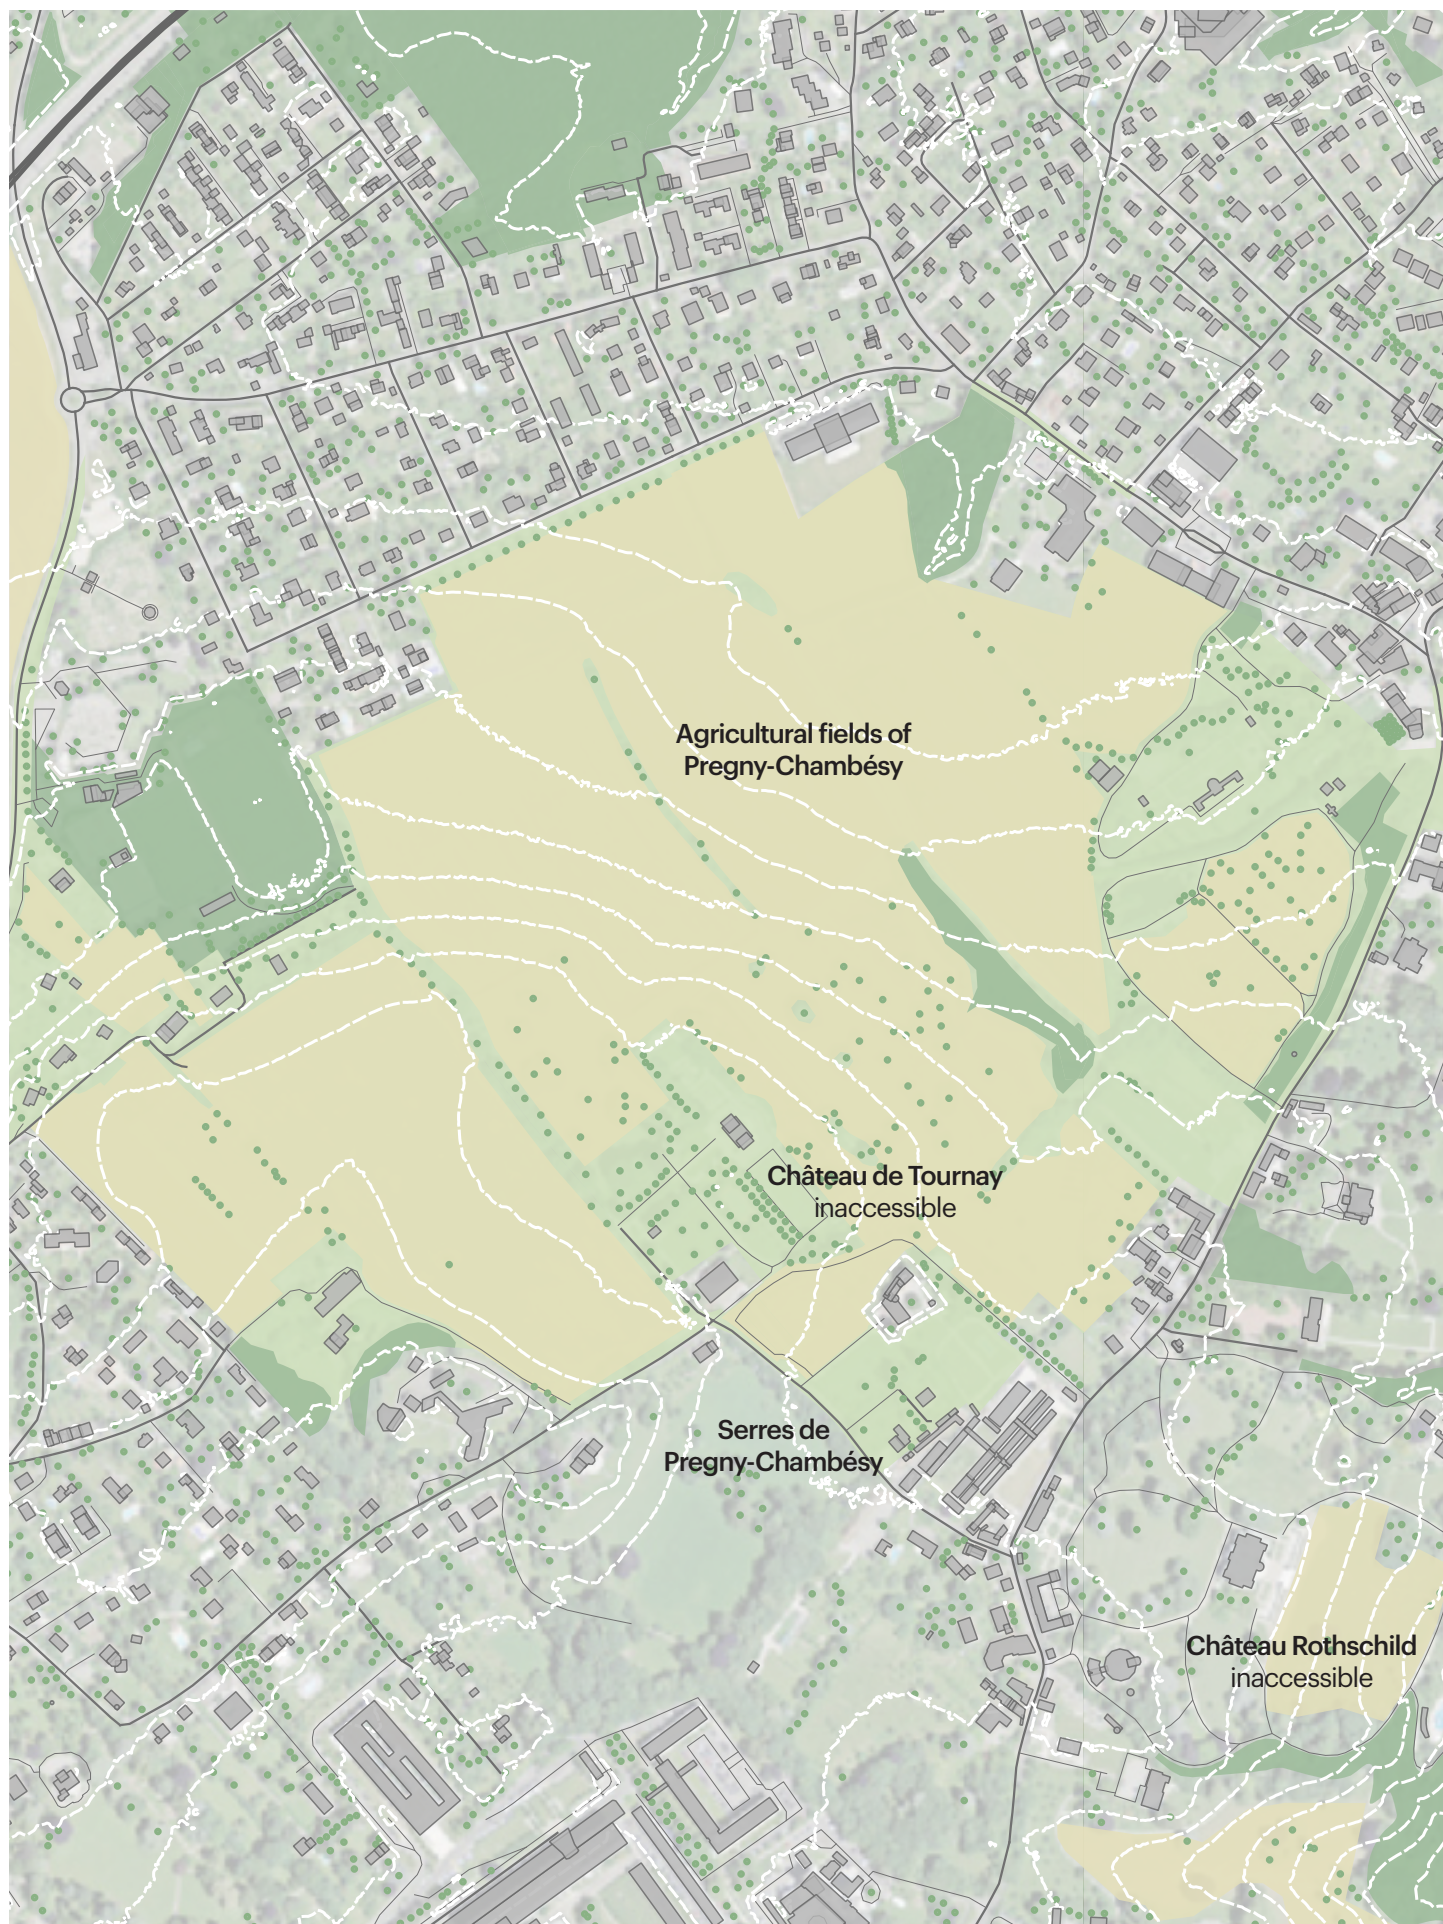 Agricultural fields of
Pregny-Chambésy
Château de Tournay
inaccessible
Serres de
Pregny-Chambésy
Château Rothschild
inaccessible